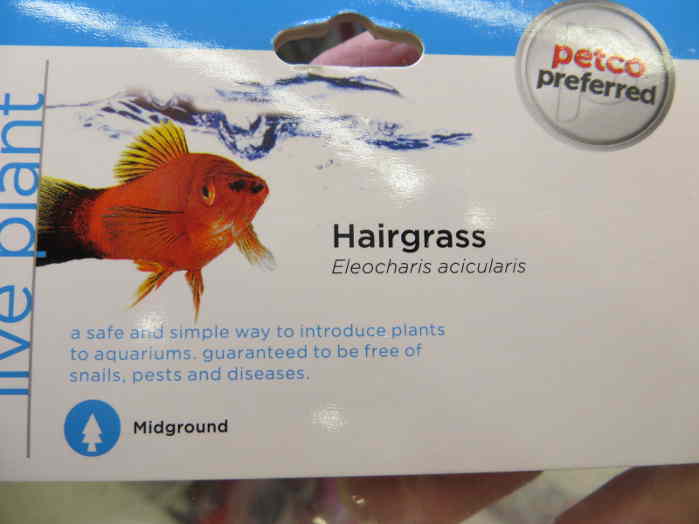 petco
preferred
live plant
Hairgrass
Eleocharis acicularis
a safe and simple way to introduce plants
to aquariums. guaranteed to be free of
snails, pests and diseases.
Midground